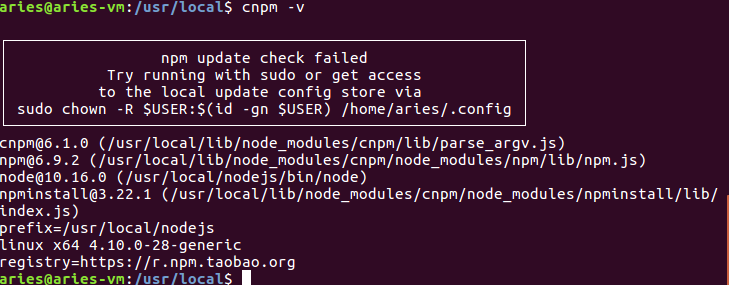 aries@aries-vm:/usr/local$ cnpm -v
npm update check failed
Try running with sudo or get access
to the local update config store via
sudo chown -R $USER:$(id -gn $USER) /home/aries/.config
cnpm@6.1.0 (/usr/local/lib/node_modules/cnpm/lib/parse_argv.js)
npm@6.9.2 (/usr/local/lib/node_modules/cnpm/node_modules/npm/lib/npm.js)
node@10.16.0 (/usr/local/nodejs/bin/node)
npminstall@3.22.1 (/usr/local/lib/node_modules/cnpm/node_modules/npminstall/lib/
index.js)
prefix=/usr/local/nodejs
linux x64 4.10.0-28-generic
registry=https://r.npm.taobao.org
aries@aries-vm:/usr/local$